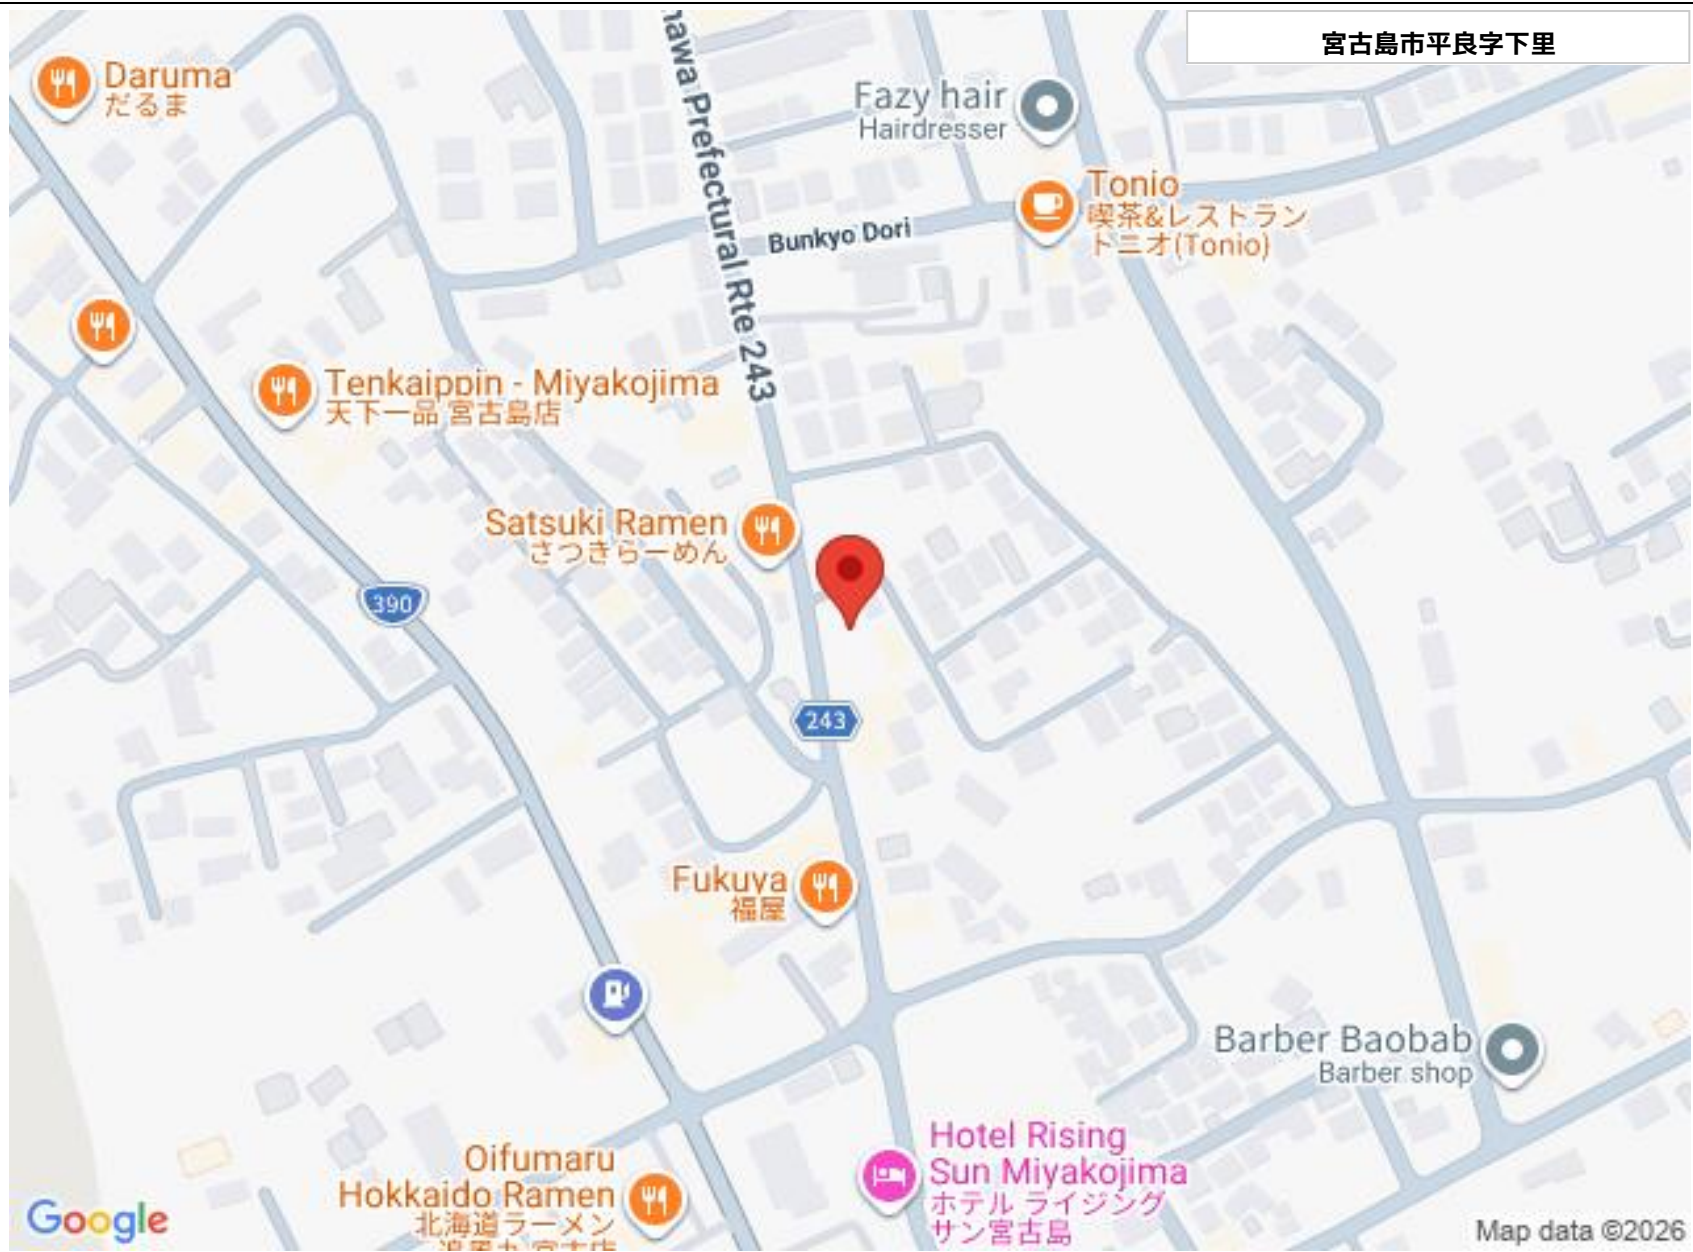 宮古島市平良字下里
Daruma
だるま
Fazy hair
Hairdresser
Tonio
喫茶&レストラン
トニオ(Tonio)
Bunkyo Dori
nawa Prefectural Rte 243
Tenkaippin - Miyakojima
天下一品 宮古島店
Satsuki Ramen
さつきらーめん
390
243
Fukuya
福屋
Barber Baobab
Barber shop
Hotel Rising
Sun Miyakojima
ホテル ライジング
サン宮古島
Oifumaru
Hokkaido Ramen
北海道ラーメン
Google
Map data ©2026